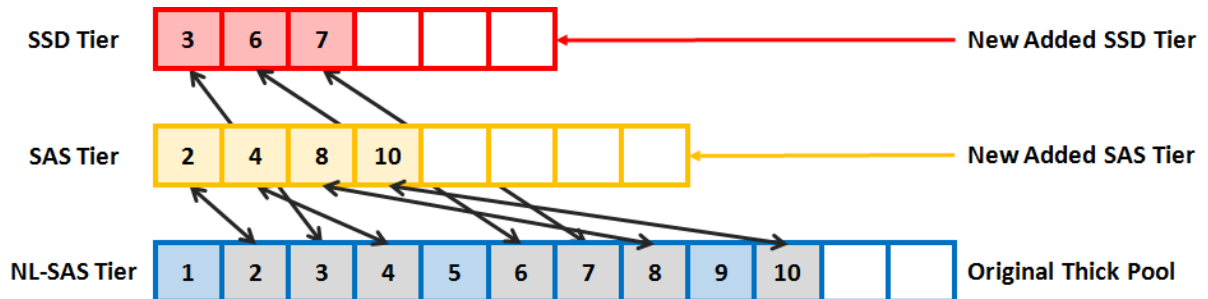 SSD Tier 3 6 7 New Added SSD Tier
SAS Tier 2 4 8 10 New Added SAS Tier
NL-SAS Tier 1 2 3 4 5 6 7 8 9 10 Original Thick Pool